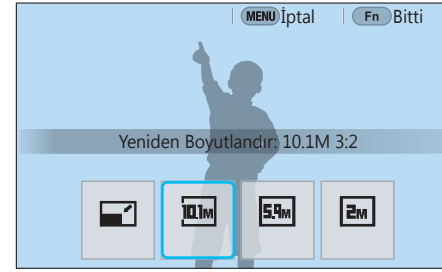 MENU İptal Fn Bitti
Yeniden Boyutlandır: 10.1M 3:2
10.1M 5.9M 2M